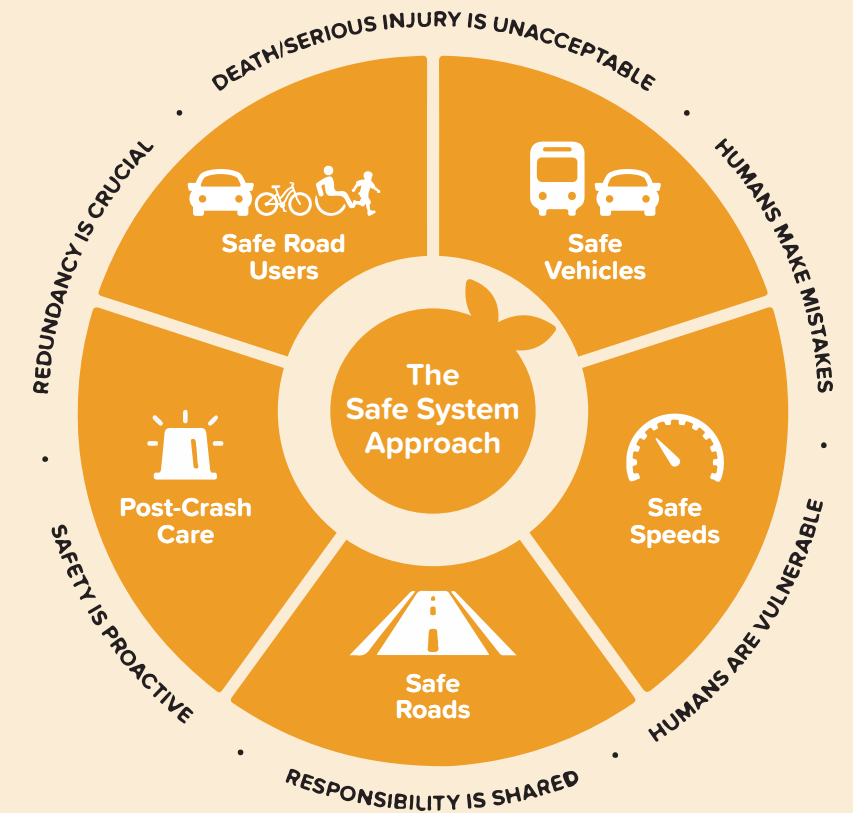 DEATH/SERIOUS INJURY IS UNACCEPTABLE
HUMANS MAKE MISTAKES
HUMANS ARE VULNERABLE
RESPONSIBILITY IS SHARED
SAFETY IS PROACTIVE
REDUNDANCY IS CRUCIAL
Safe Road
Users
Safe
Vehicles
Safe
Speeds
Safe
Roads
Post-Crash
Care
The
Safe System
Approach